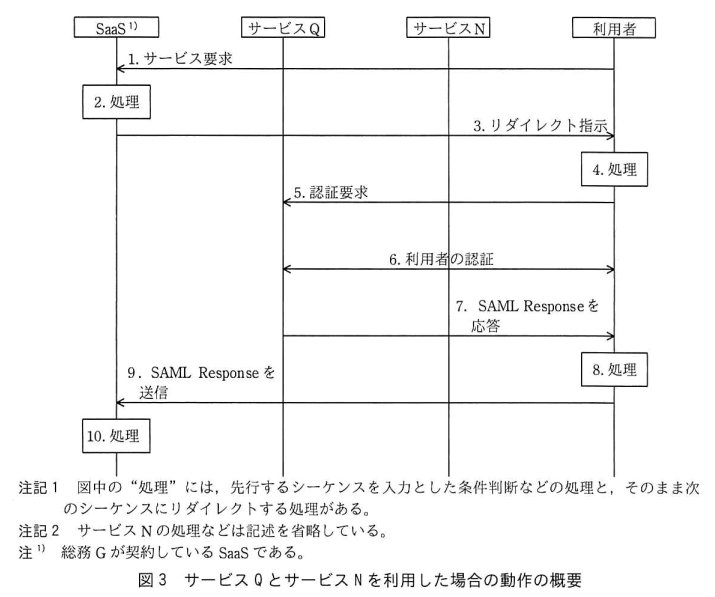 SaaS¹⁾
サービスQ
サービスN
利用者
1.サービス要求
2.処理
3.リダイレクト指示
4.処理
5.認証要求
6.利用者の認証
7. SAML Responseを
応答
8.処理
9. SAML Responseを
送信
10.処理
注記1 図中の“処理”には,先行するシーケンスを入力とした条件判断などの処理と,そのまま次
のシーケンスにリダイレクトする処理がある。
注記2 サービスNの処理などは記述を省略している。
注¹⁾ 総務Gが契約しているSaaSである。
図3 サービスQとサービスNを利用した場合の動作の概要